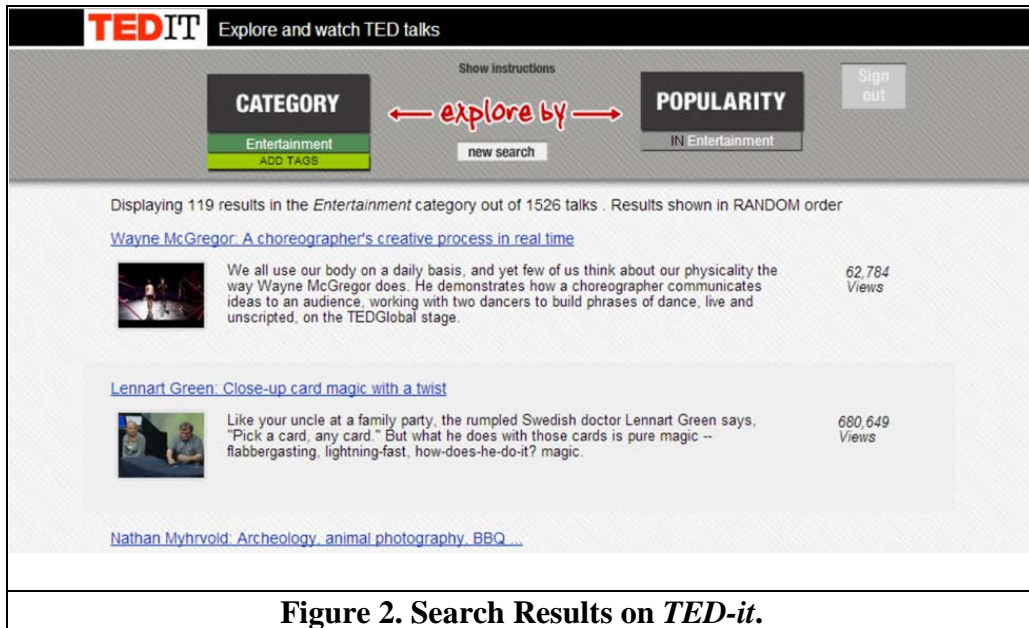 TEDIT Explore and watch TED talks
Show instructions
Sign
out
CATEGORY
explore by
POPULARITY
Entertainment
IN Entertainment
ADD TAGS
new search
Displaying 119 results in the Entertainment category out of 1526 talks . Results shown in RANDOM order
Wayne McGregor: A choreographer's creative process in real time
We all use our body on a daily basis, and yet few of us think about our physicality the
way Wayne McGregor does. He demonstrates how a choreographer communicates
ideas to an audience, working with two dancers to build phrases of dance, live and
unscripted, on the TEDGlobal stage.
62,784
Views
Lennart Green: Close-up card magic with a twist
Like your uncle at a family party, the rumpled Swedish doctor Lennart Green says,
"Pick a card, any card." But what he does with those cards is pure magic --
flabbergasting, lightning-fast, how-does-he-do-it? magic.
680,649
Views
Nathan Myhrvold: Archeology, animal photography, BBQ ...
Figure 2. Search Results on TED-it.